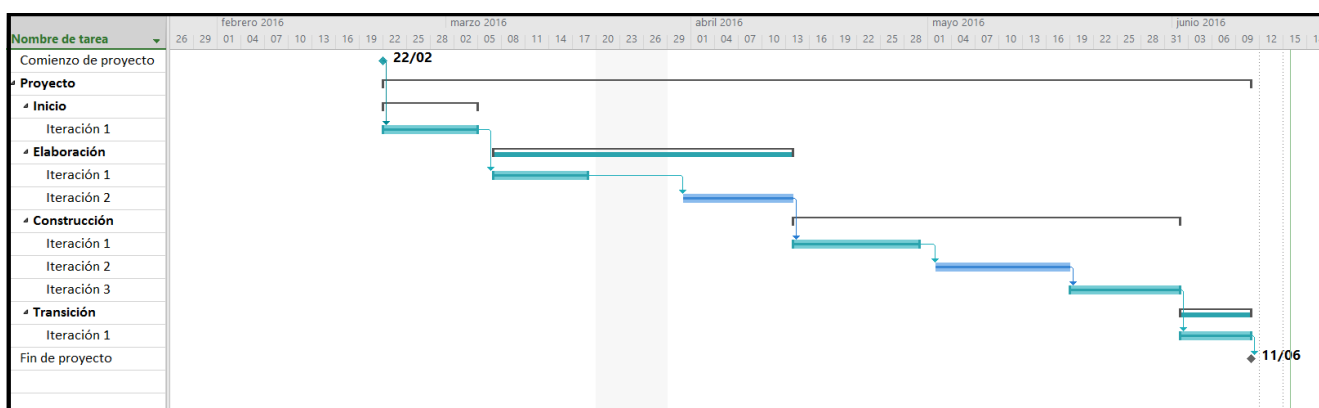 febrero 2016 marzo 2016 abril 2016 mayo 2016 junio 2016
Nombre de tarea 26 29 01 04 07 10 13 16 19 22 25 28 02 05 08 11 14 17 20 23 26 29 01 04 07 10 13 16 19 22 25 28 01 04 07 10 13 16 19 22 25 28 31 03 06 09 12 15
Comienzo de proyecto 22/02
Proyecto
Inicio
Iteración 1
Elaboración
Iteración 1
Iteración 2
Construcción
Iteración 1
Iteración 2
Iteración 3
Transición
Iteración 1
Fin de proyecto 11/06